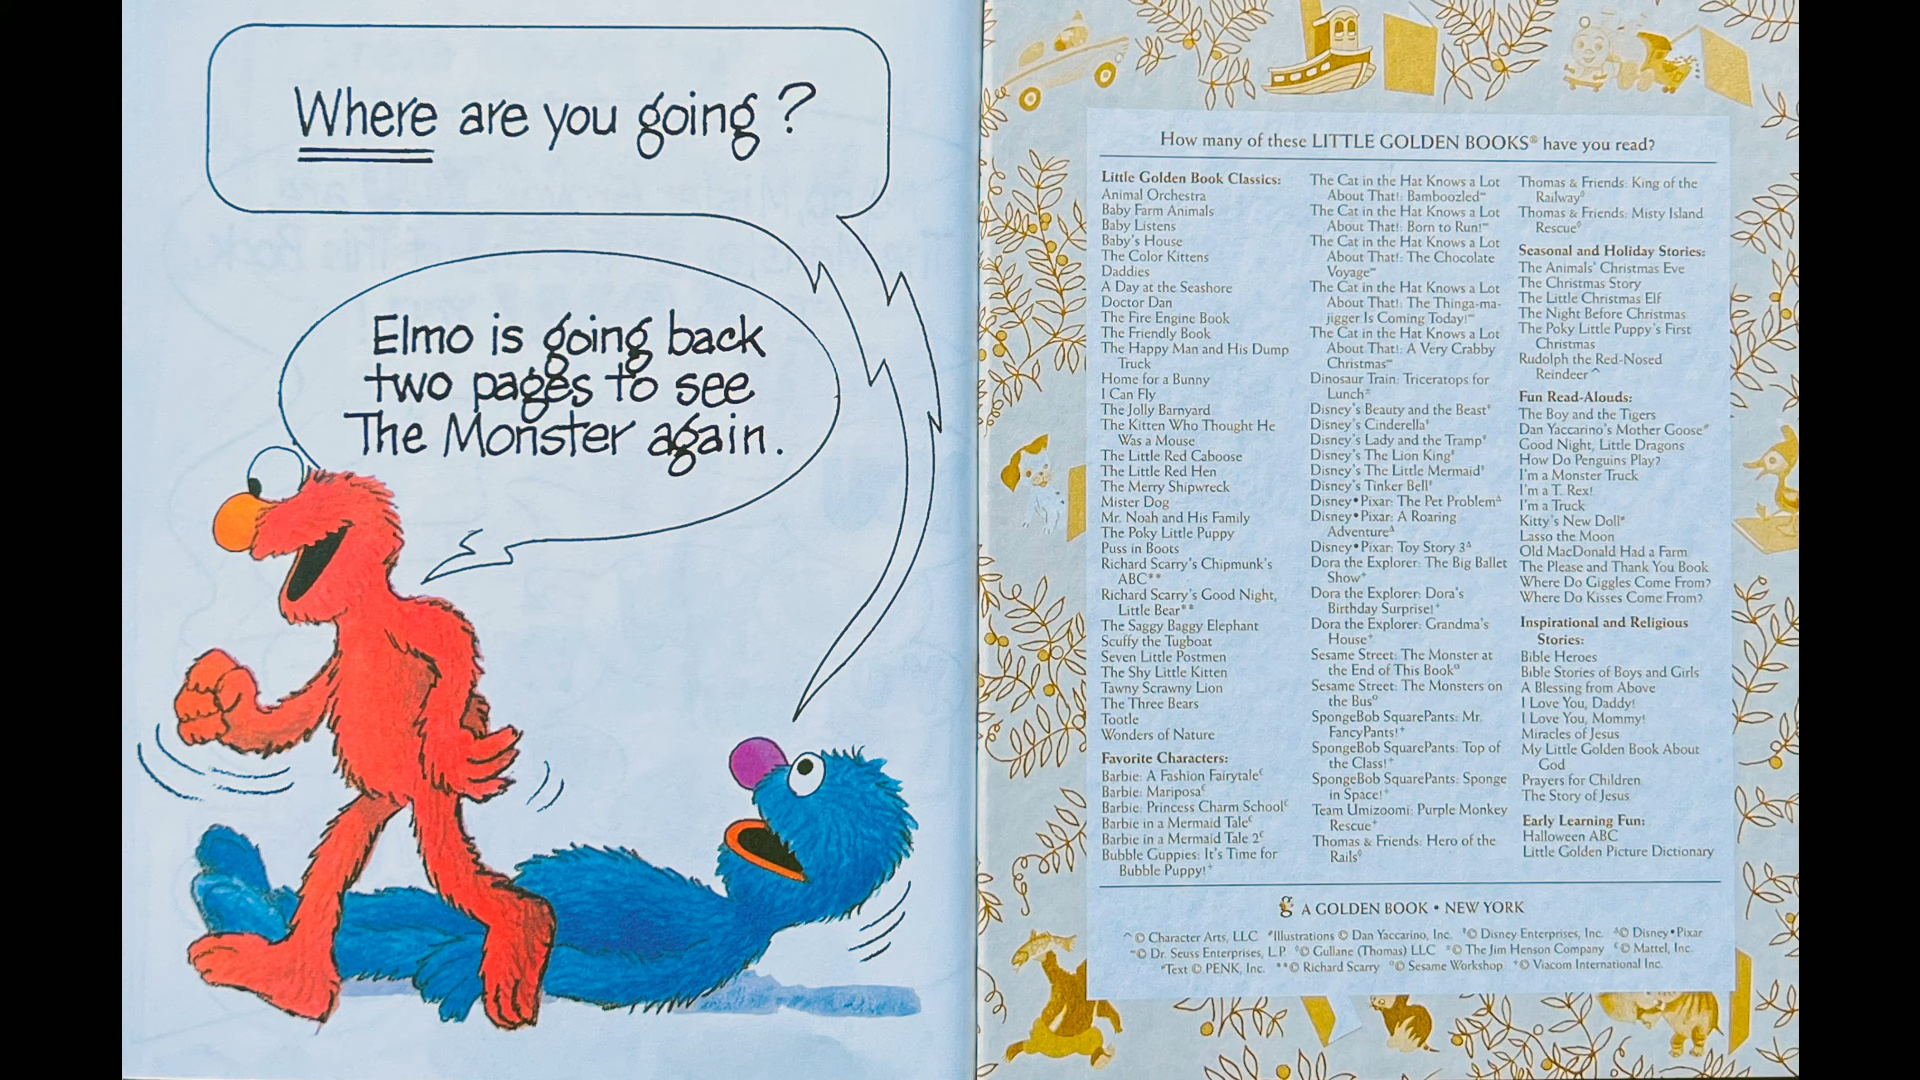 Where are you going?
Elmo is going back
two pages to see
The Monster again.
How many of these LITTLE GOLDEN BOOKS® have you read?
Little Golden Book Classics:
Animal Orchestra
Baby Farm Animals
Baby Listens
Baby's House
The Color Kittens
Daddies
A Day at the Seashore
Doctor Dan
The Fire Engine Book
The Friendly Book
The Happy Man and His Dump
Truck
Home for a Bunny
I Can Fly
The Jolly Barnyard
The Kitten Who Thought He
Was a Mouse
The Little Red Caboose
The Little Red Hen
The Merry Shipwreck
Mister Dog
Mr. Noah and His Family
The Poky Little Puppy
Puss in Boots
Richard Scarry's Chipmunk's
ABC**
Richard Scarry's Good Night,
Little Bear**
The Saggy Baggy Elephant
Scuffy the Tugboat
Seven Little Postmen
The Shy Little Kitten
Tawny Scrawny Lion
The Three Bears
Tootle
Wonders of Nature
Favorite Characters:
Barbie: A Fashion Fairytale€
Barbie: Mariposa€
Barbie: Princess Charm School€
Barbie in a Mermaid Tale€
Barbie in a Mermaid Tale 2€
Bubble Guppies: It's Time for
Bubble Puppy!+
The Cat in the Hat Knows a Lot
About That!: Bamboozled~
The Cat in the Hat Knows a Lot
About That!: Born to Run!~
The Cat in the Hat Knows a Lot
About That!: The Chocolate
Voyage~
The Cat in the Hat Knows a Lot
About That!: The Thinga-ma-
jigger Is Coming Today!~
The Cat in the Hat Knows a Lot
About That!: A Very Crabby
Christmas~
Dinosaur Train: Triceratops for
Lunch±
Disney's Beauty and the Beast†
Disney's Cinderella†
Disney's Lady and the Tramp†
Disney's The Lion King†
Disney's The Little Mermaid†
Disney's Tinker Bell†
Disney•Pixar: The Pet Problem∆
Disney•Pixar: A Roaring
Adventure∆
Disney•Pixar: Toy Story 3∆
Dora the Explorer: The Big Ballet
Show+
Dora the Explorer: Dora's
Birthday Surprise!+
Dora the Explorer: Grandma's
House+
Sesame Street: The Monster at
the End of This Bookº
Sesame Street: The Monsters on
the Busº
SpongeBob SquarePants: Mr.
FancyPants!+
SpongeBob SquarePants: Top of
the Class!+
SpongeBob SquarePants: Sponge
in Space!+
Team Umizoomi: Purple Monkey
Rescue+
Thomas & Friends: Hero of the
Rails◊
Thomas & Friends: King of the
Railway◊
Thomas & Friends: Misty Island
Rescue◊
Seasonal and Holiday Stories:
The Animals' Christmas Eve
The Christmas Story
The Little Christmas Elf
The Night Before Christmas
The Poky Little Puppy's First
Christmas
Rudolph the Red-Nosed
Reindeer^
Fun Read-Alouds:
The Boy and the Tigers
Dan Yaccarino's Mother Goose#
Good Night, Little Dragons
How Do Penguins Play?
I'm a Monster Truck
I'm a T. Rex!
I'm a Truck
Kitty's New Doll*
Lasso the Moon
Old MacDonald Had a Farm
The Please and Thank You Book
Where Do Giggles Come From?
Where Do Kisses Come From?
Inspirational and Religious
Stories:
Bible Heroes
Bible Stories of Boys and Girls
A Blessing from Above
I Love You, Daddy!
I Love You, Mommy!
Miracles of Jesus
My Little Golden Book About
God
Prayers for Children
The Story of Jesus
Early Learning Fun:
Halloween ABC
Little Golden Picture Dictionary
g A GOLDEN BOOK • NEW YORK
^© Character Arts, LLC #Illustrations © Dan Yaccarino, Inc. †© Disney Enterprises, Inc. ∆© Disney•Pixar
~© Dr. Seuss Enterprises, L.P. ◊© Gullane (Thomas) LLC ±© The Jim Henson Company €© Mattel, Inc.
*Text © PENK, Inc. **© Richard Scarry º© Sesame Workshop +© Viacom International Inc.